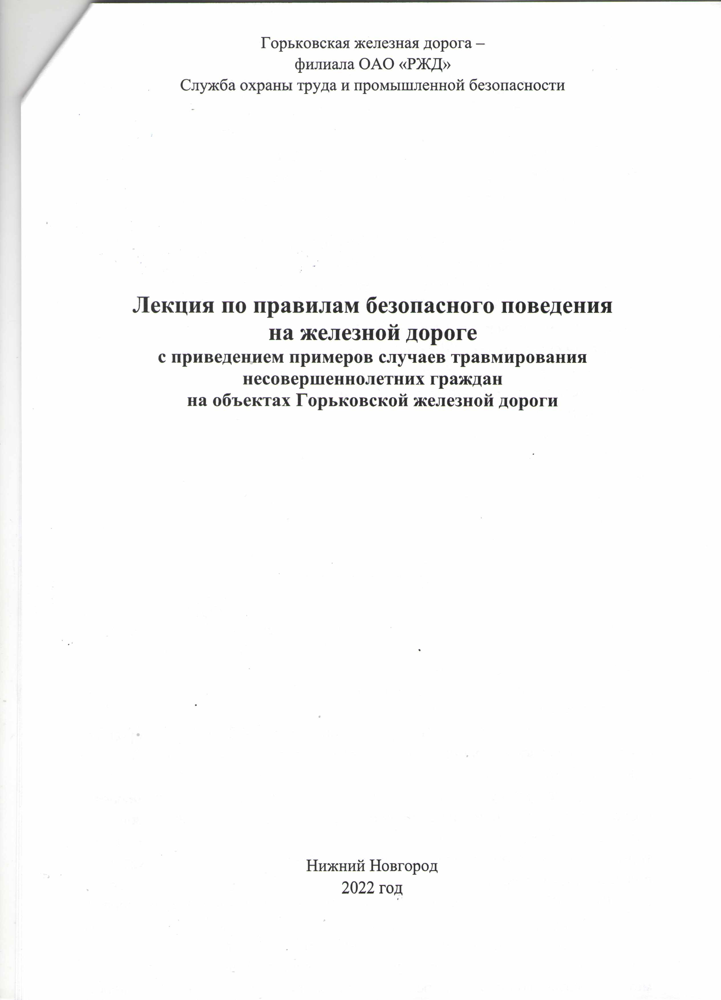 Горьковская железная дорога –
филиала ОАО «РЖД»
Служба охраны труда и промышленной безопасности
Лекция по правилам безопасного поведения
на железной дороге
с приведением примеров случаев травмирования
несовершеннолетних граждан
на объектах Горьковской железной дороги
Нижний Новгород
2022 год